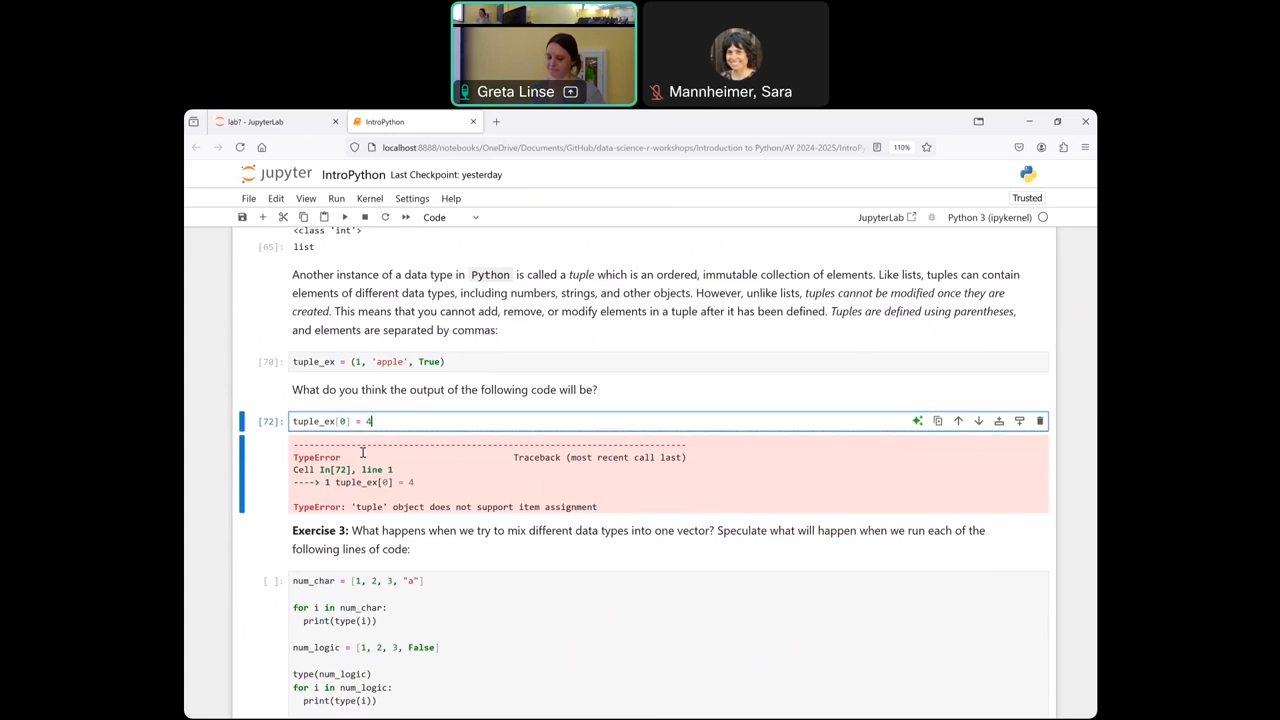 Greta Linse
Mannheimer, Sara
lab? - JupyterLab
IntroPython
localhost:8888/notebooks/OneDrive/Documents/GitHub/data-science-r-workshops/Introduction to Python/AY 2024-2025/IntroPy
110%
jupyter IntroPython Last Checkpoint: yesterday
File Edit View Run Kernel Settings Help
Trusted
Code
JupyterLab
Python 3 (ipykernel)
<class 'int'>
[65]: list
Another instance of a data type in Python is called a tuple which is an ordered, immutable collection of elements. Like lists, tuples can contain
elements of different data types, including numbers, strings, and other objects. However, unlike lists, tuples cannot be modified once they are
created. This means that you cannot add, remove, or modify elements in a tuple after it has been defined. Tuples are defined using parentheses,
and elements are separated by commas:
[70]: tuple_ex = (1, 'apple', True)
What do you think the output of the following code will be?
[72]: tuple_ex[0] = 4
---------------------------------------------------------------------------
TypeError Traceback (most recent call last)
Cell In[72], line 1
----> 1 tuple_ex[0] = 4
TypeError: 'tuple' object does not support item assignment
Exercise 3: What happens when we try to mix different data types into one vector? Speculate what will happen when we run each of the
following lines of code:
[ ]: num_char = [1, 2, 3, "a"]
for i in num_char:
print(type(i))
num_logic = [1, 2, 3, False]
type(num_logic)
for i in num_logic:
print(type(i))